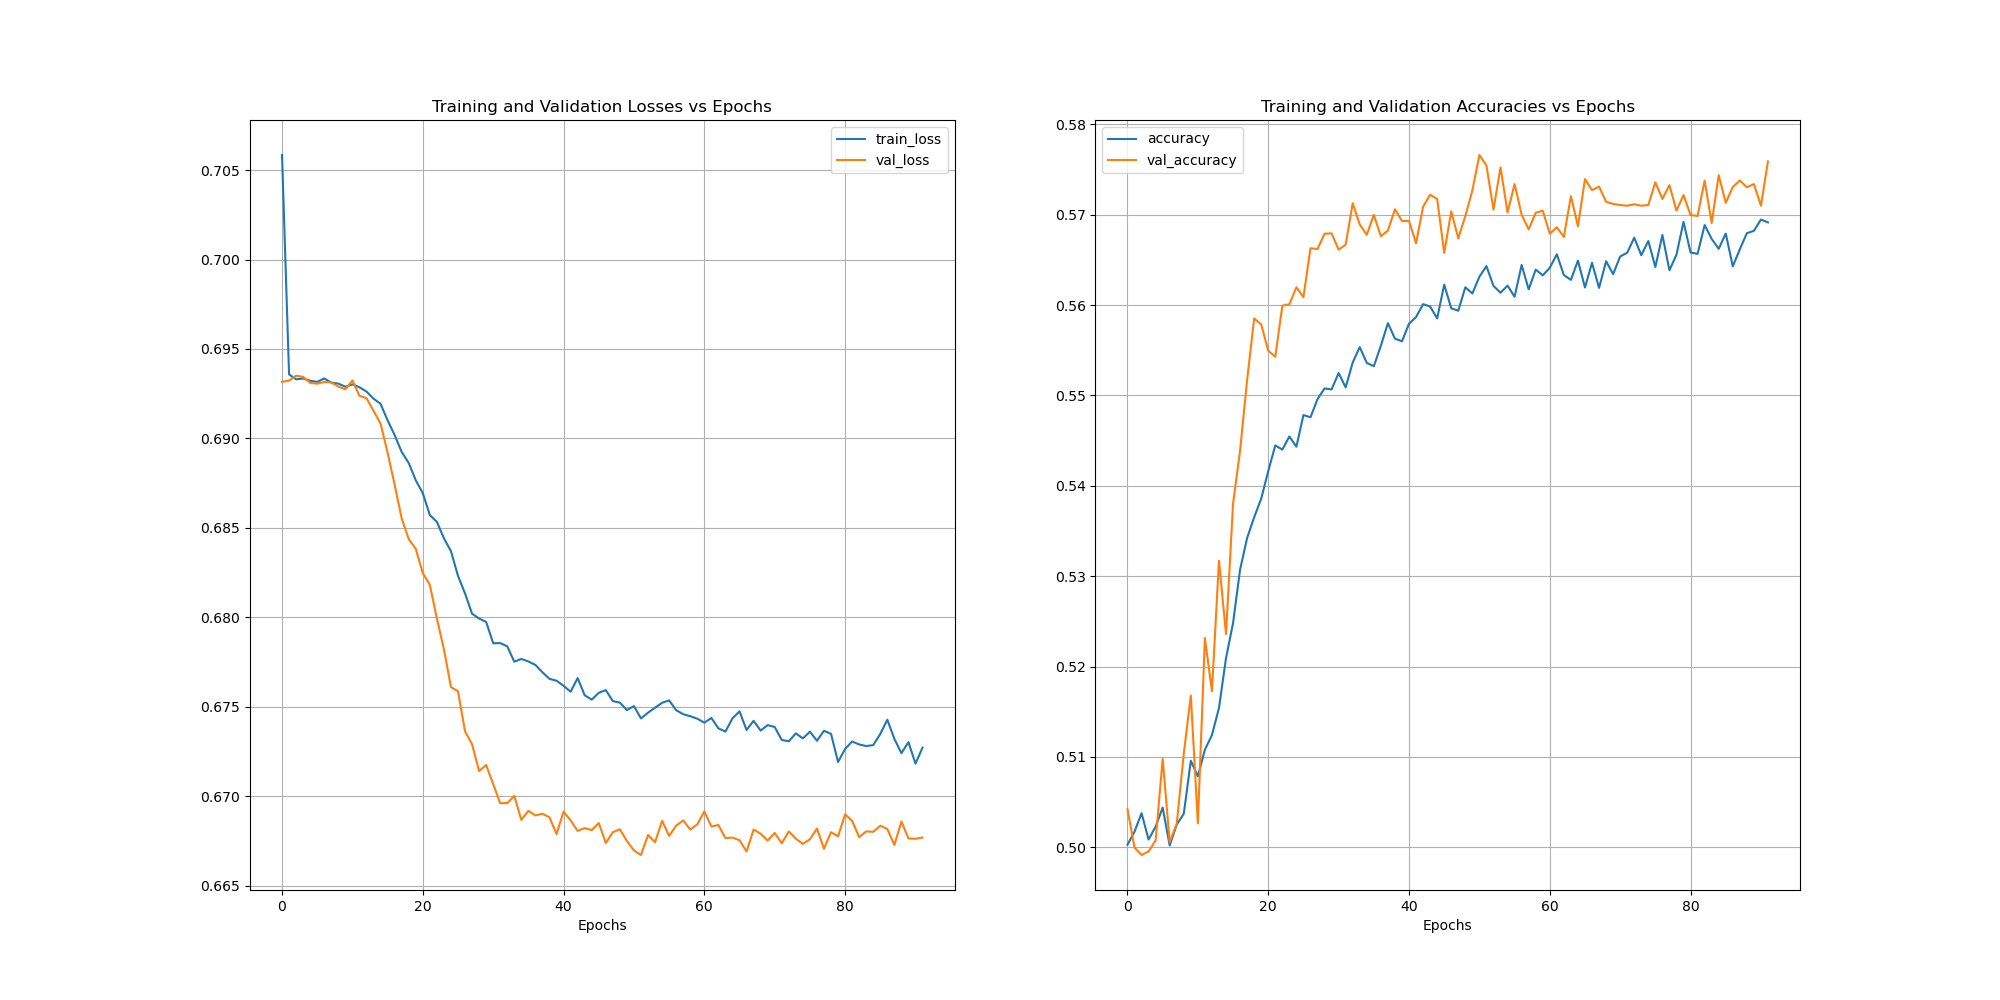 Training and Validation Losses vs Epochs
train_loss
val_loss
0.705
0.700
0.695
0.690
0.685
0.680
0.675
0.670
0.665
0 20 40 60 80
Epochs
Training and Validation Accuracies vs Epochs
accuracy
val_accuracy
0.58
0.57
0.56
0.55
0.54
0.53
0.52
0.51
0.50
0 20 40 60 80
Epochs